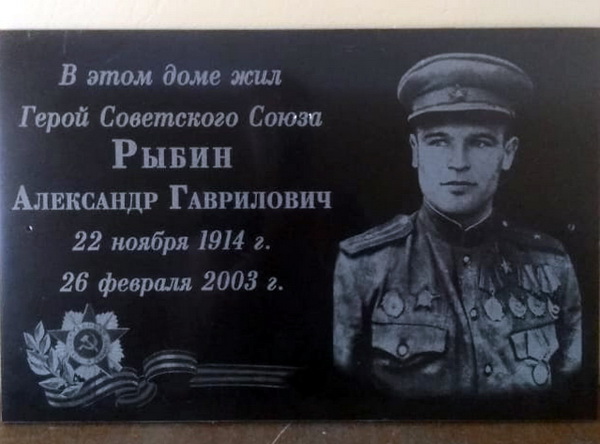 В этом доме жил
Герой Советского Союза
Рыбин
Александр Гаврилович
22 ноября 1914 г.
26 февраля 2003 г.